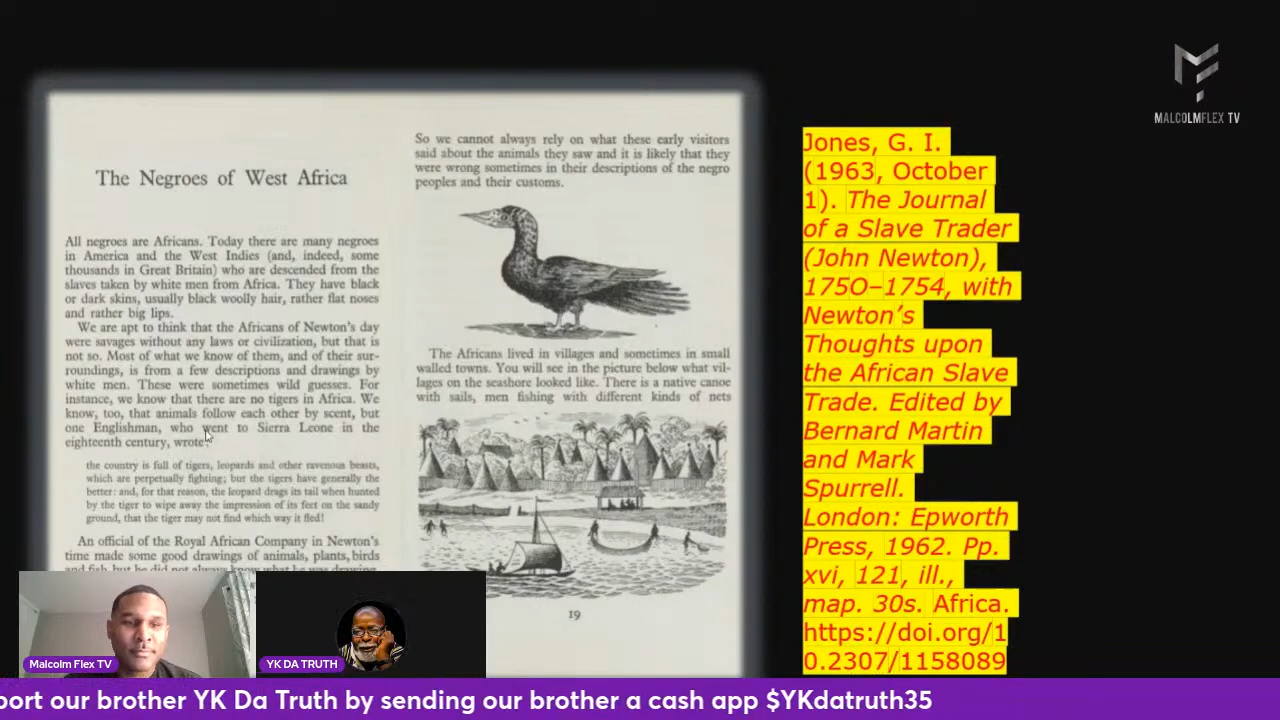 MALCOLMFLEX TV
The Negroes of West Africa
All negroes are Africans. Today there are many negroes
in America and the West Indies (and, indeed, some
thousands in Great Britain) who are descended from the
slaves taken by white men from Africa. They have black
or dark skins, usually black woolly hair, rather flat noses
and rather big lips.
We are apt to think that the Africans of Newton's day
were savages without any laws or civilization, but that is
not so. Most of what we know of them, and of their sur-
roundings, is from a few descriptions and drawings by
white men. These were sometimes wild guesses. For
instance, we know that there are no tigers in Africa. We
know, too, that animals follow each other by scent, but
one Englishman, who went to Sierra Leone in the
eighteenth century, wrote:
the country is full of tigers, leopards and other ravenous beasts,
which are perpetually fighting; but the tigers have generally the
better: and, for that reason, the leopard drags its tail when hunted
by the tiger to wipe away the impression of its feet on the sandy
ground, that the tiger may not find which way it fled!
An official of the Royal African Company in Newton's
time made some good drawings of animals, plants, birds
and fish, but he did not always know what he was drawing.
So we cannot always rely on what these early visitors
said about the animals they saw and it is likely that they
were wrong sometimes in their descriptions of the negro
peoples and their customs.
The Africans lived in villages and sometimes in small
walled towns. You will see in the picture below what vil-
lages on the seashore looked like. There is a native canoe
with sails, men fishing with different kinds of nets
19
Jones, G. I.
(1963, October
1). The Journal
of a Slave Trader
(John Newton),
175O–1754, with
Newton's
Thoughts upon
the African Slave
Trade. Edited by
Bernard Martin
and Mark
Spurrell.
London: Epworth
Press, 1962. Pp.
xvi, 121, ill.,
map. 30s. Africa.
https://doi.org/1
0.2307/1158089
Malcolm Flex TV
YK DA TRUTH
port our brother YK Da Truth by sending our brother a cash app $YKdatruth35